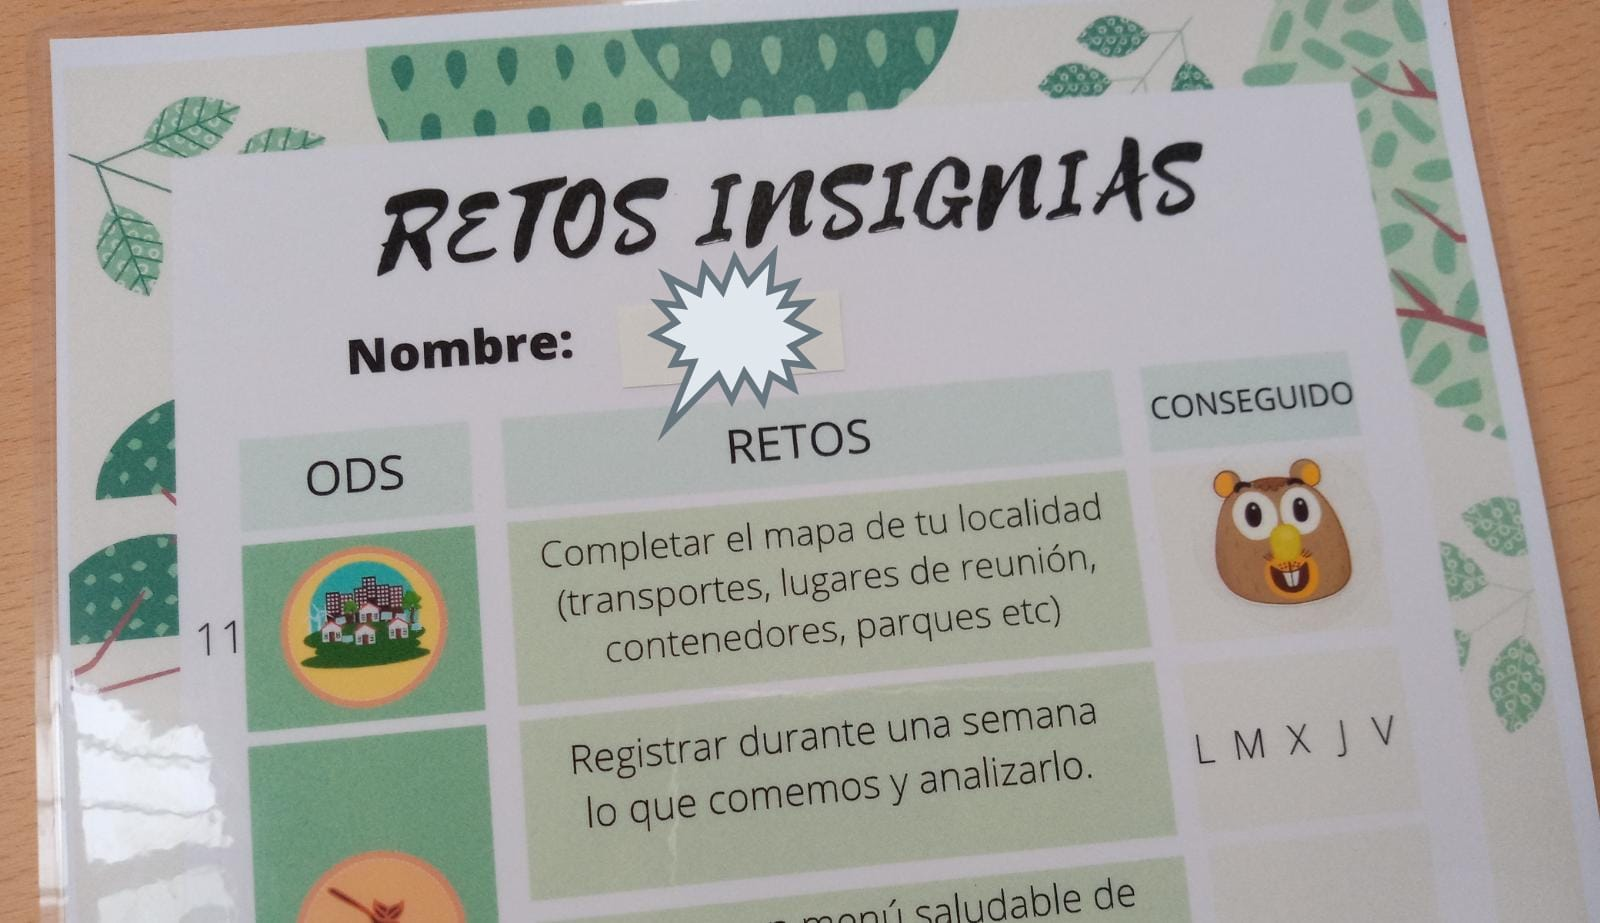 RETOS INSIGNIAS
Nombre:
ODS
RETOS
CONSEGUIDO
11
Completar el mapa de tu localidad
(transportes, lugares de reunión,
contenedores, parques etc)
Registrar durante una semana
lo que comemos y analizarlo.
L M X J V
menú saludable de